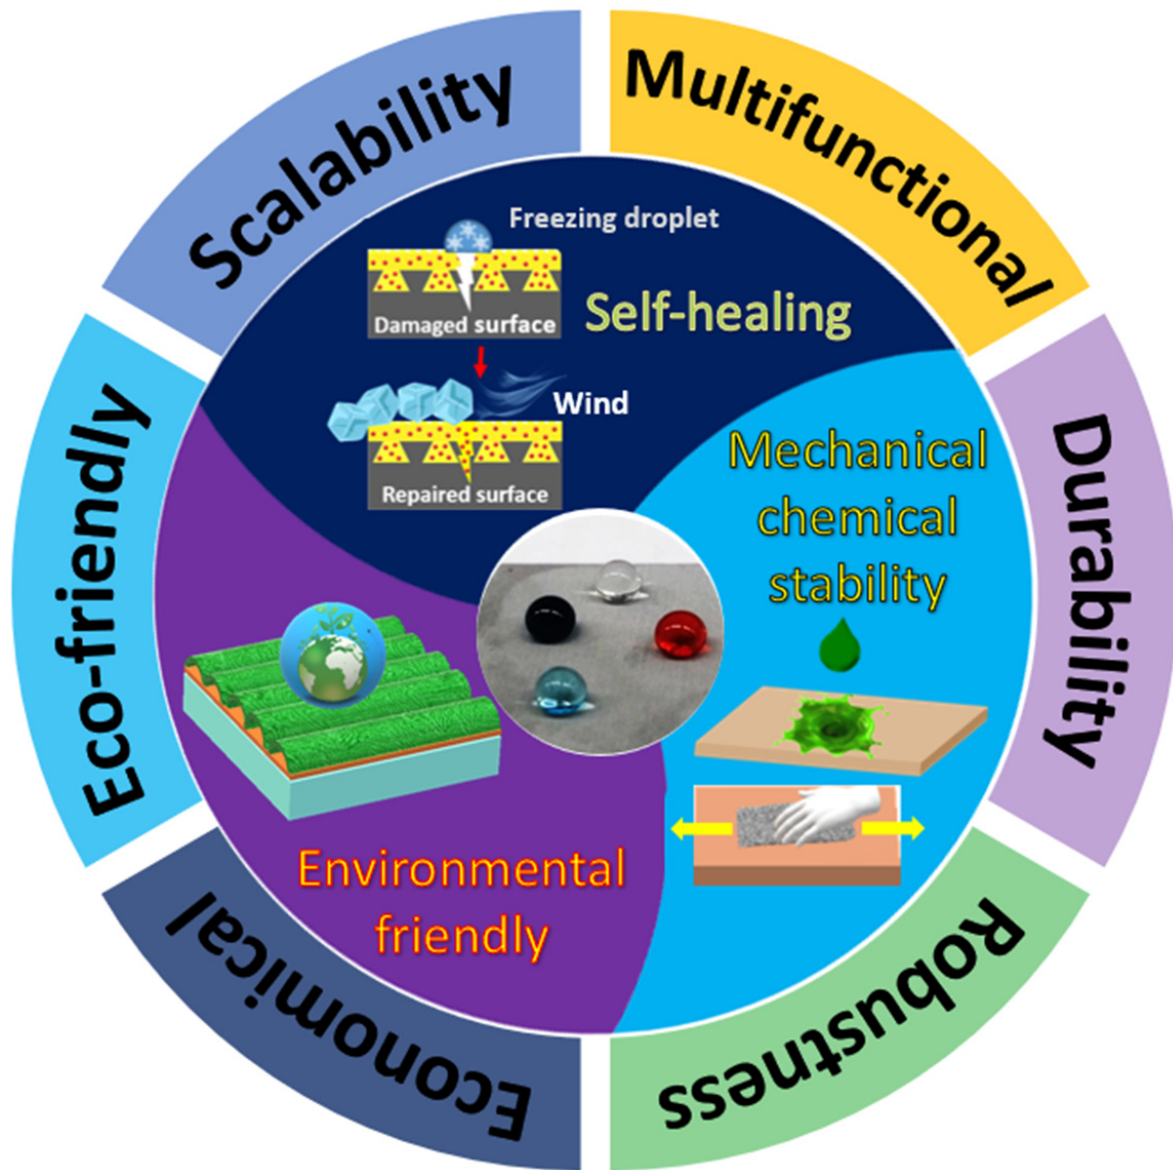 Scalability
Multifunctional
Durability
Robustness
Economical
Eco-friendly
Freezing droplet
Damaged surface
Self-healing
Wind
Repaired surface
Mechanical
chemical
stability
Environmental
friendly